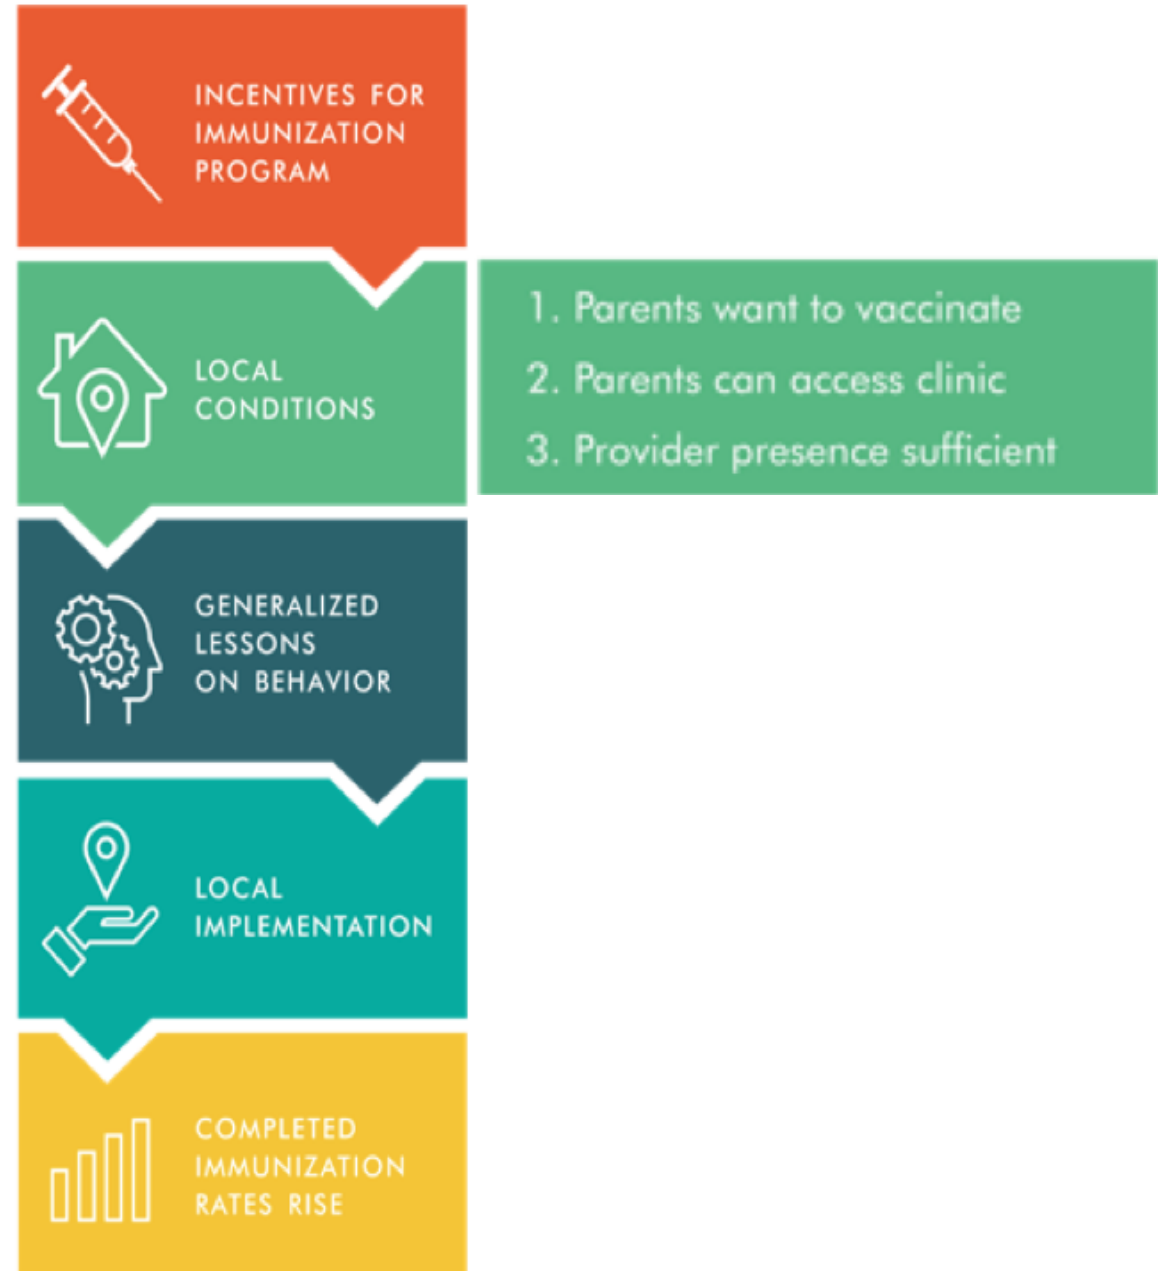 INCENTIVES FOR
IMMUNIZATION
PROGRAM
LOCAL
CONDITIONS
1. Parents want to vaccinate
2. Parents can access clinic
3. Provider presence sufficient
GENERALIZED
LESSONS
ON BEHAVIOR
LOCAL
IMPLEMENTATION
COMPLETED
IMMUNIZATION
RATES RISE